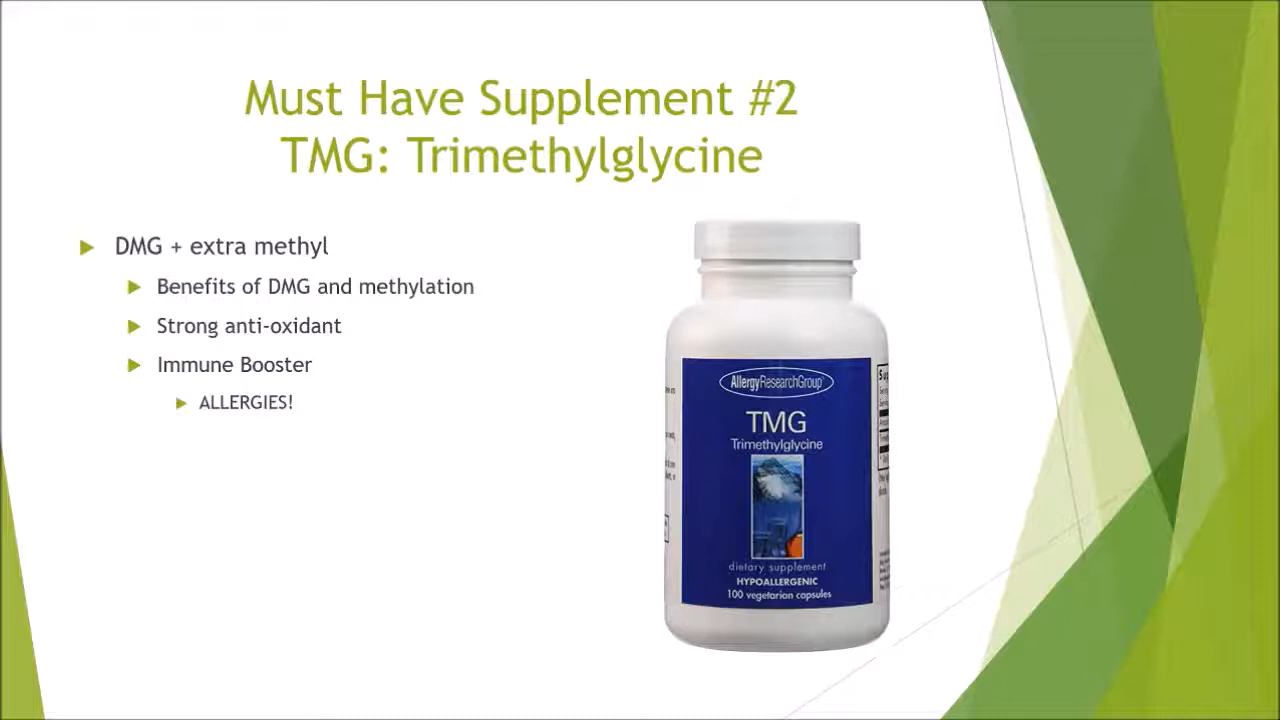 Must Have Supplement #2
TMG: Trimethylglycine
DMG + extra methyl
Benefits of DMG and methylation
Strong anti-oxidant
Immune Booster
ALLERGIES!
AllergyResearchGroup
TMG
Trimethylglycine
dietary supplement
HYPOALLERGENIC
100 vegetarian capsules